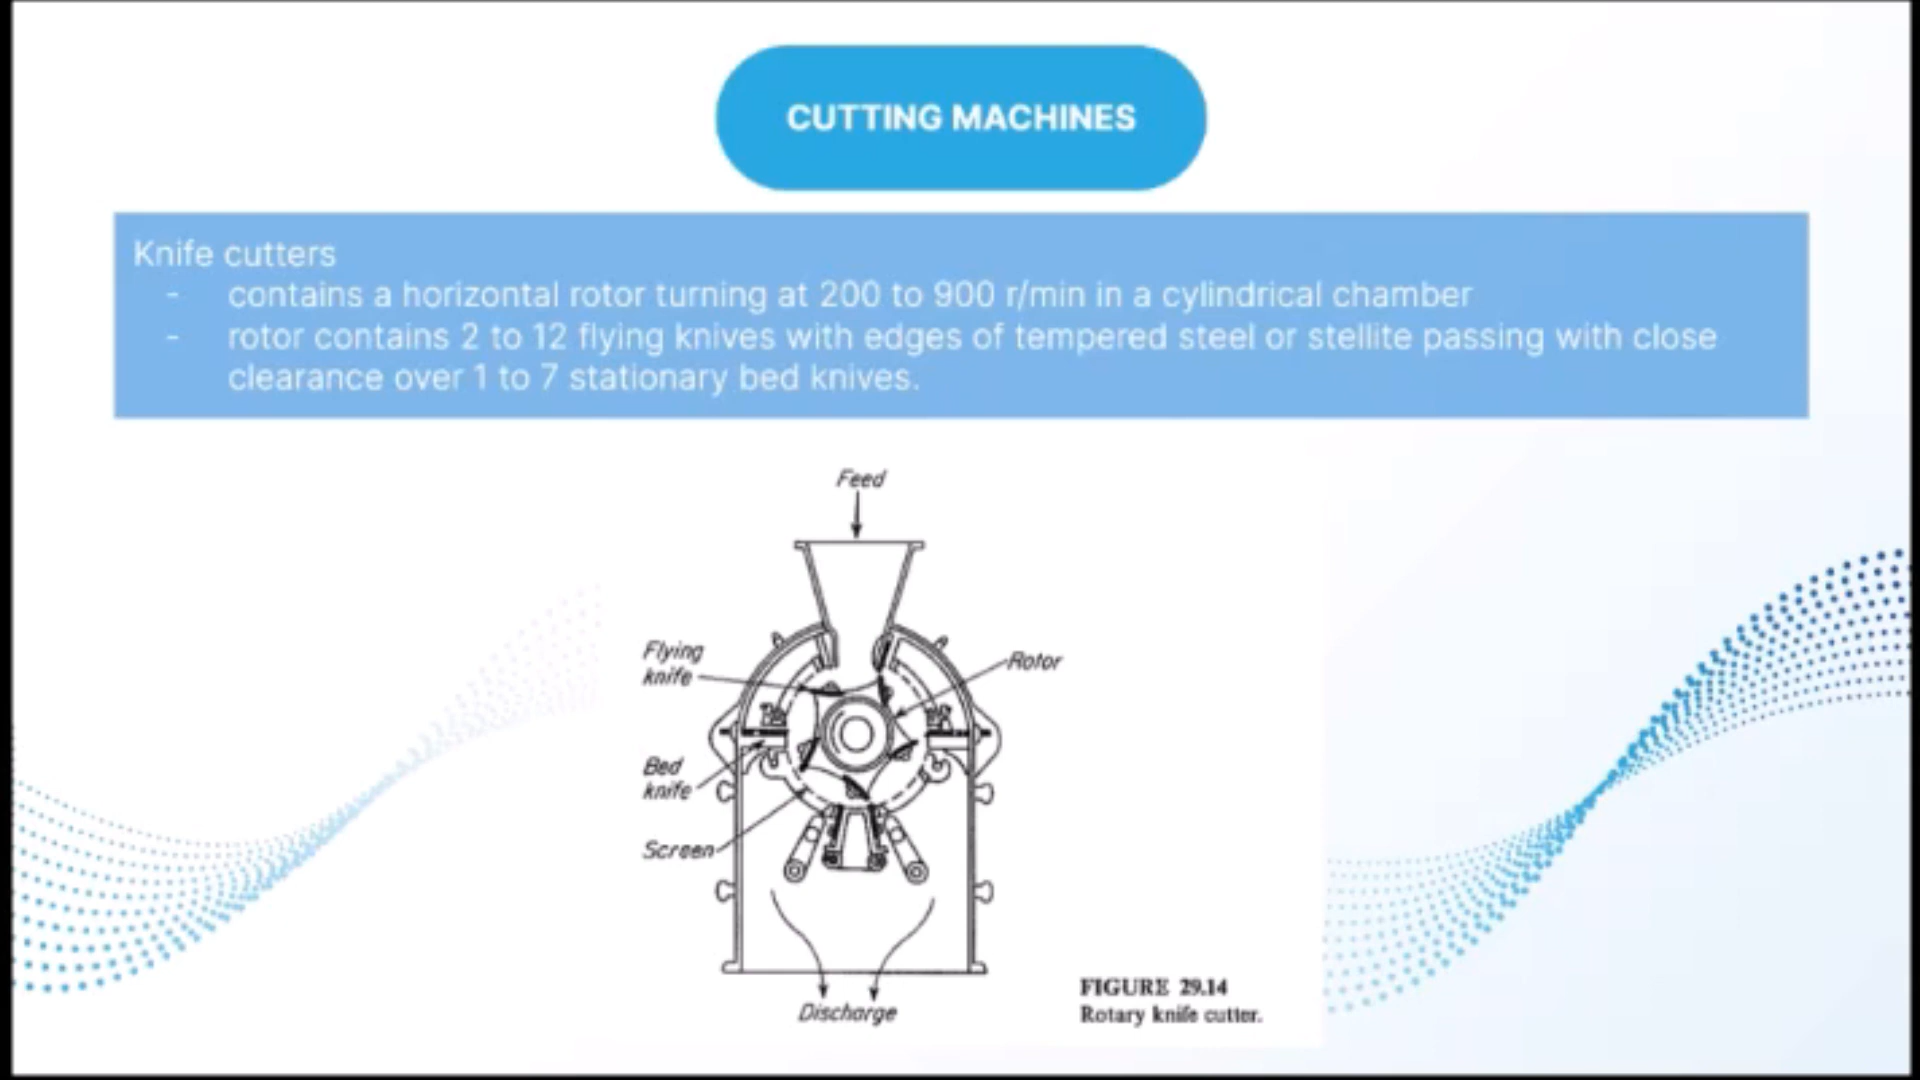 CUTTING MACHINES
Knife cutters
- contains a horizontal rotor turning at 200 to 900 r/min in a cylindrical chamber
- rotor contains 2 to 12 flying knives with edges of tempered steel or stellite passing with close
clearance over 1 to 7 stationary bed knives.
Feed
Flying
knife
Rotor
Bed
knife
Screen
Discharge
FIGURE 29.14
Rotary knife cutter.